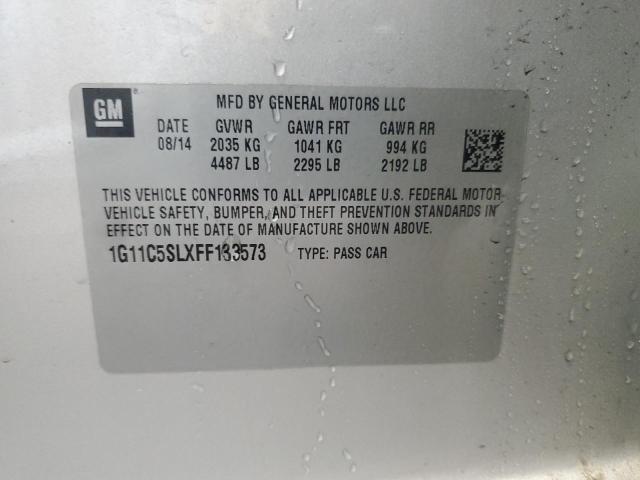 GM
MFD BY GENERAL MOTORS LLC
DATE GVWR GAWR FRT GAWR RR
08/14 2035 KG 1041 KG 994 KG
4487 LB 2295 LB 2192 LB
THIS VEHICLE CONFORMS TO ALL APPLICABLE U.S. FEDERAL MOTOR
VEHICLE SAFETY, BUMPER, AND THEFT PREVENTION STANDARDS IN
EFFECT ON THE DATE OF MANUFACTURE SHOWN ABOVE.
1G11C5SLXFF133573 TYPE: PASS CAR